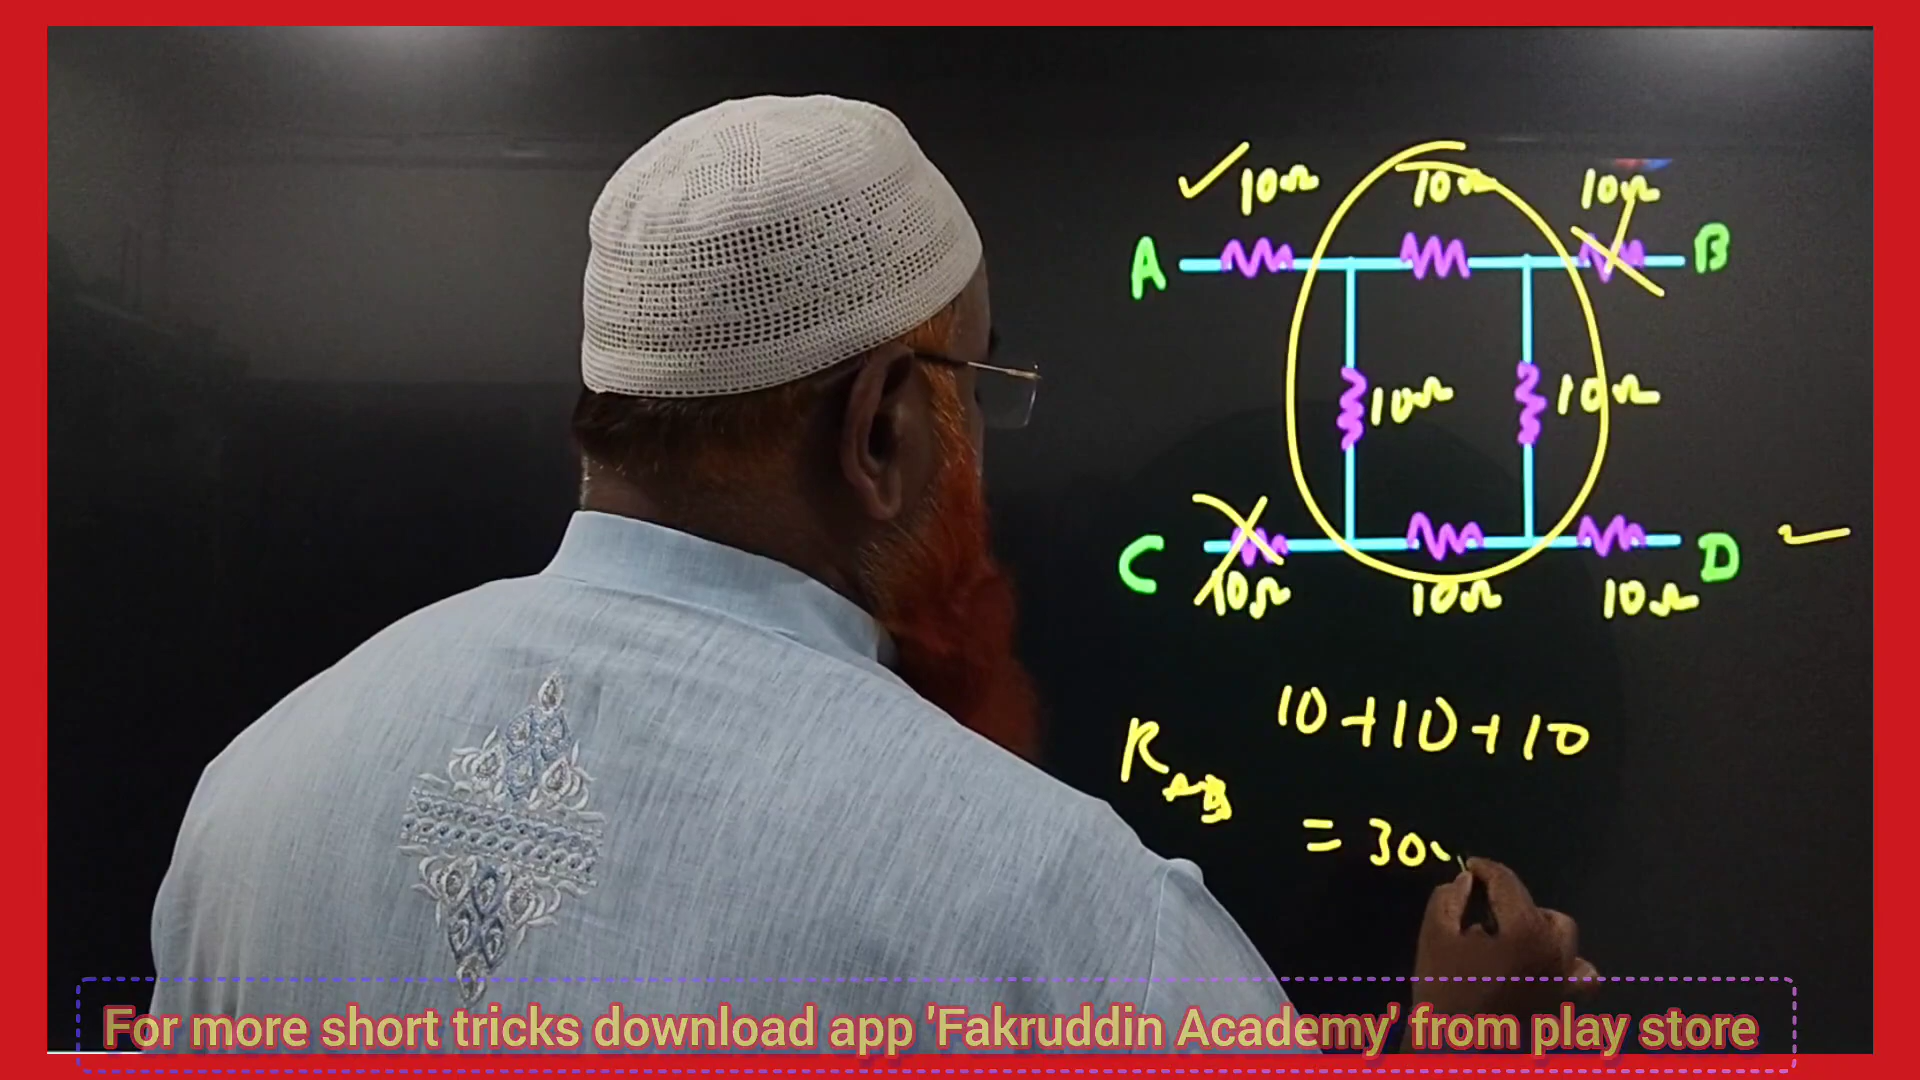 10Ω 10Ω 10Ω
A B
10Ω 10Ω
C D
10Ω 10Ω 10Ω
10+10+10
R AB
= 30
For more short tricks download app 'Fakruddin Academy' from play store